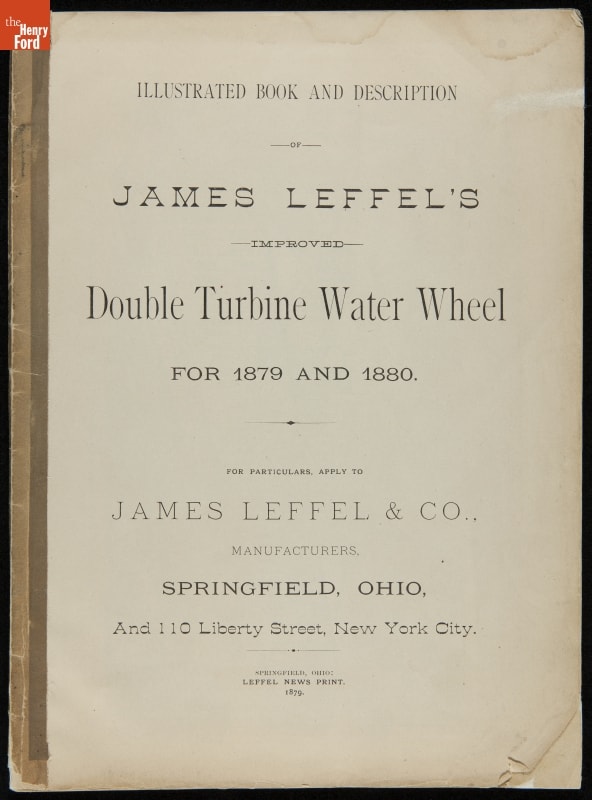 the
Henry
Ford
ILLUSTRATED BOOK AND DESCRIPTION
—OF—
JAMES LEFFEL'S
—IMPROVED—
Double Turbine Water Wheel
FOR 1879 AND 1880.
FOR PARTICULARS, APPLY TO
JAMES LEFFEL & CO.,
MANUFACTURERS,
SPRINGFIELD, OHIO,
And 110 Liberty Street, New York City.
SPRINGFIELD, OHIO:
LEFFEL NEWS PRINT.
1879.